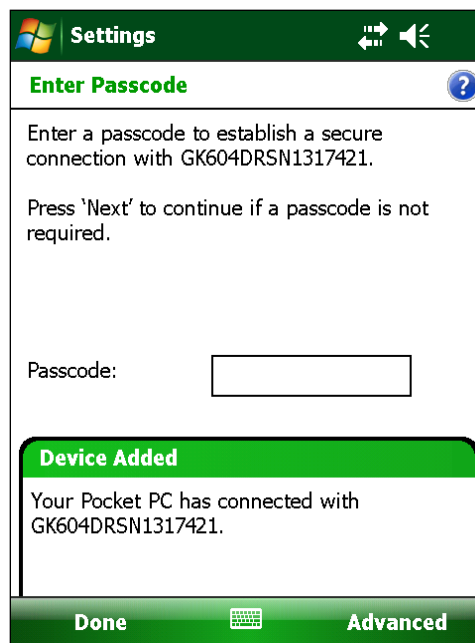 Settings
Enter Passcode
?
Enter a passcode to establish a secure
connection with GK604DRSN1317421.
Press ‘Next’ to continue if a passcode is not
required.
Passcode:
Device Added
Your Pocket PC has connected with
GK604DRSN1317421.
Done Advanced